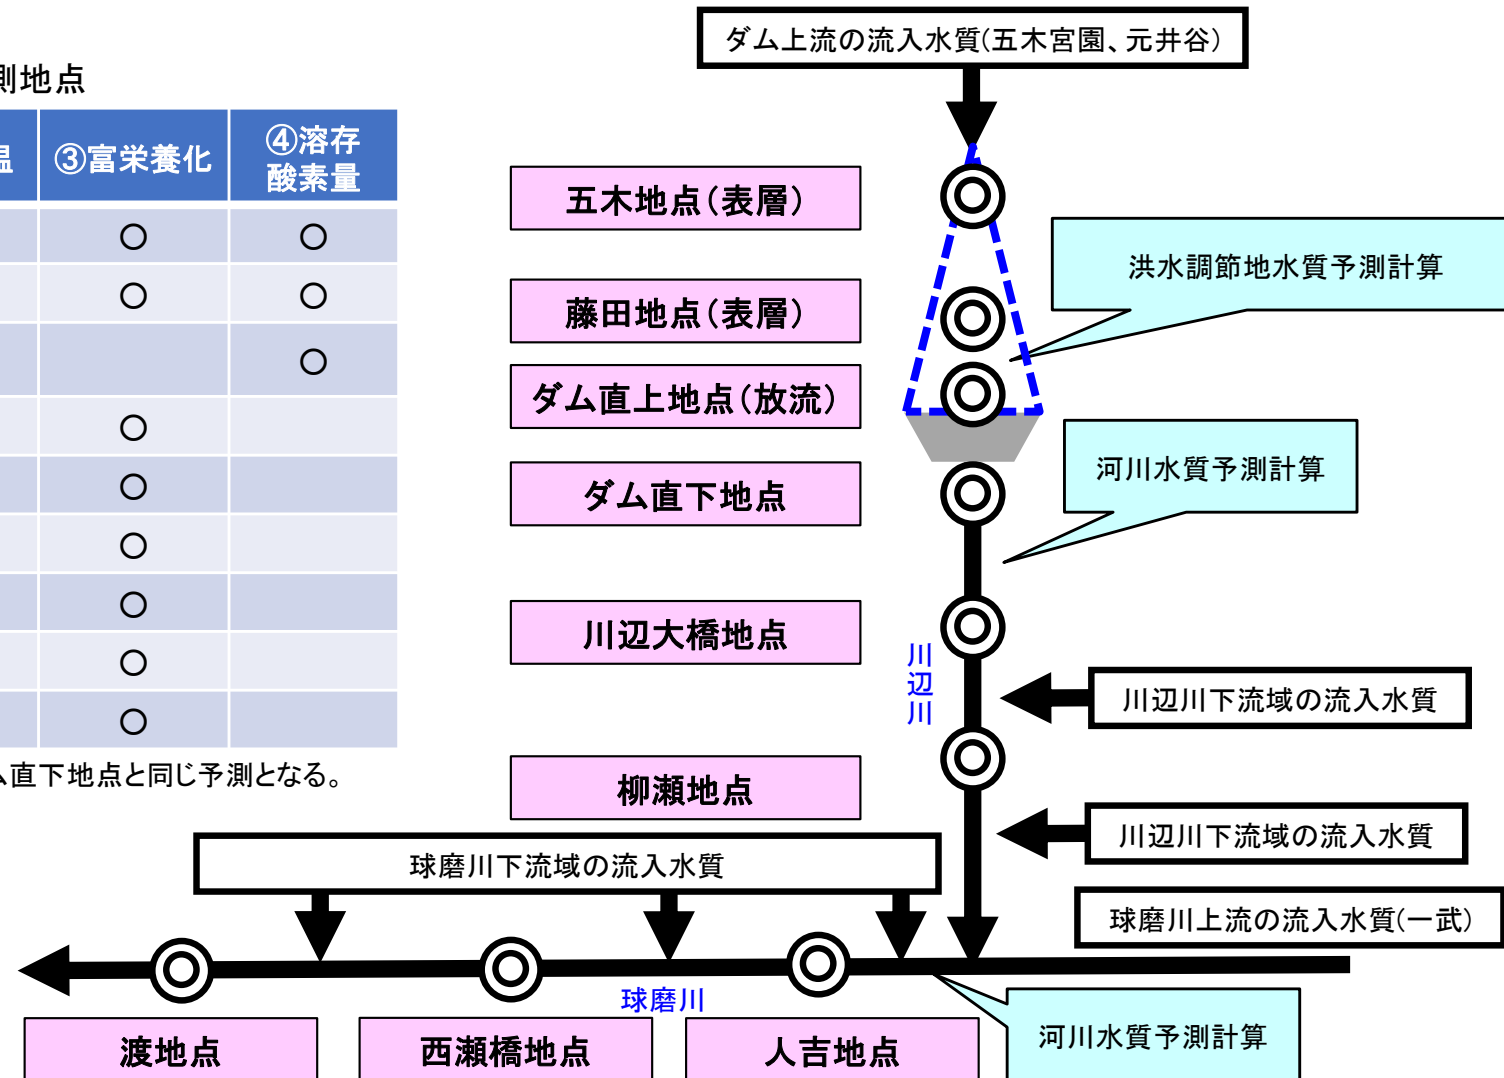 ダム上流の流入水質(五木宮園、元井谷)
測地点
温
③富栄養化
④溶存
酸素量
○ ○
○ ○
○
○
○
○
○
○
○
ム直下地点と同じ予測となる。
五木地点(表層)
藤田地点(表層)
ダム直上地点(放流)
ダム直下地点
川辺大橋地点
柳瀬地点
洪水調節地水質予測計算
河川水質予測計算
川辺川
川辺川下流域の流入水質
川辺川下流域の流入水質
球磨川下流域の流入水質
球磨川上流の流入水質(一武)
球磨川
河川水質予測計算
渡地点
西瀬橋地点
人吉地点